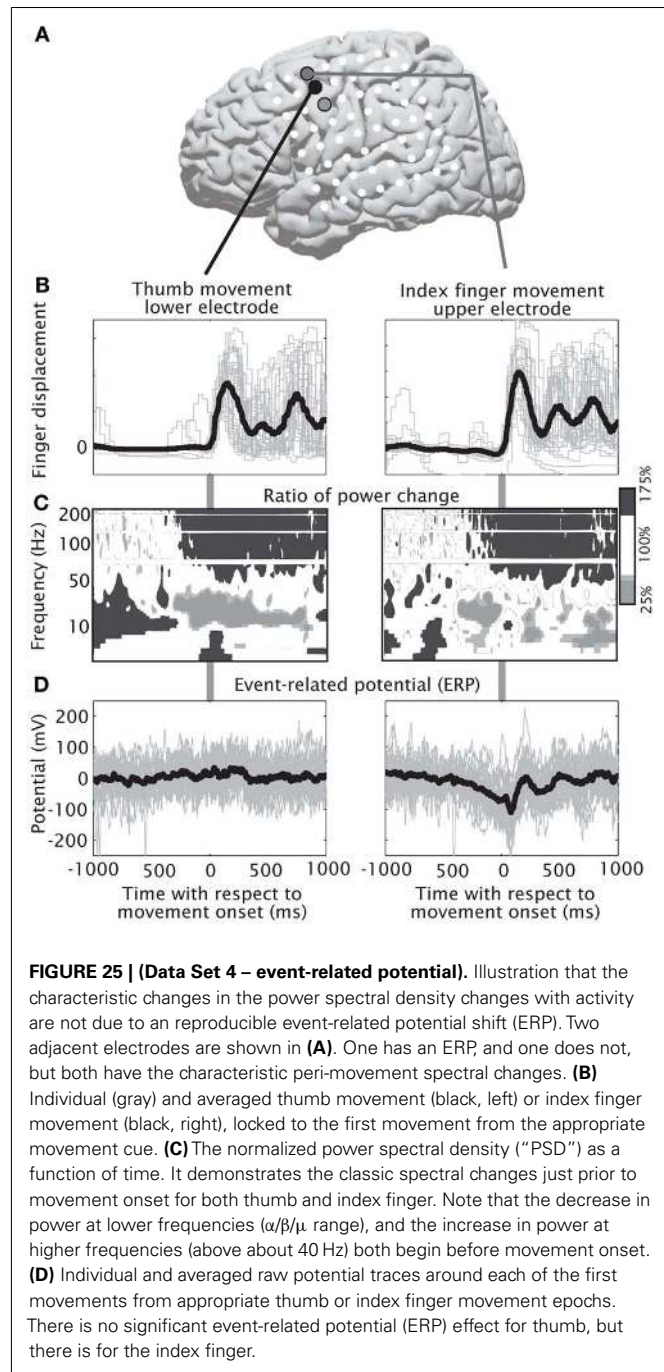 A
B
Thumb movement
lower electrode
Index finger movement
upper electrode
Finger displacement
0
C
Ratio of power change
175%
100%
25%
Frequency (Hz)
200
100
50
10
D
Event-related potential (ERP)
Potential (mV)
200
100
0
-100
-200
-1000 500 0 500 1000
-1000 500 0 500 1000
Time with respect to
movement onset (ms)
Time with respect to
movement onset (ms)
FIGURE 25 | (Data Set 4 – event-related potential). Illustration that the
characteristic changes in the power spectral density changes with activity
are not due to an reproducible event-related potential shift (ERP). Two
adjacent electrodes are shown in (A). One has an ERP, and one does not,
but both have the characteristic peri-movement spectral changes. (B)
Individual (gray) and averaged thumb movement (black, left) or index finger
movement (black, right), locked to the first movement from the appropriate
movement cue. (C) The normalized power spectral density (“PSD”) as a
function of time. It demonstrates the classic spectral changes just prior to
movement onset for both thumb and index finger. Note that the decrease in
power at lower frequencies (α/β/μ range), and the increase in power at
higher frequencies (above about 40 Hz) both begin before movement onset.
(D) Individual and averaged raw potential traces around each of the first
movements from appropriate thumb or index finger movement epochs.
There is no significant event-related potential (ERP) effect for thumb, but
there is for the index finger.